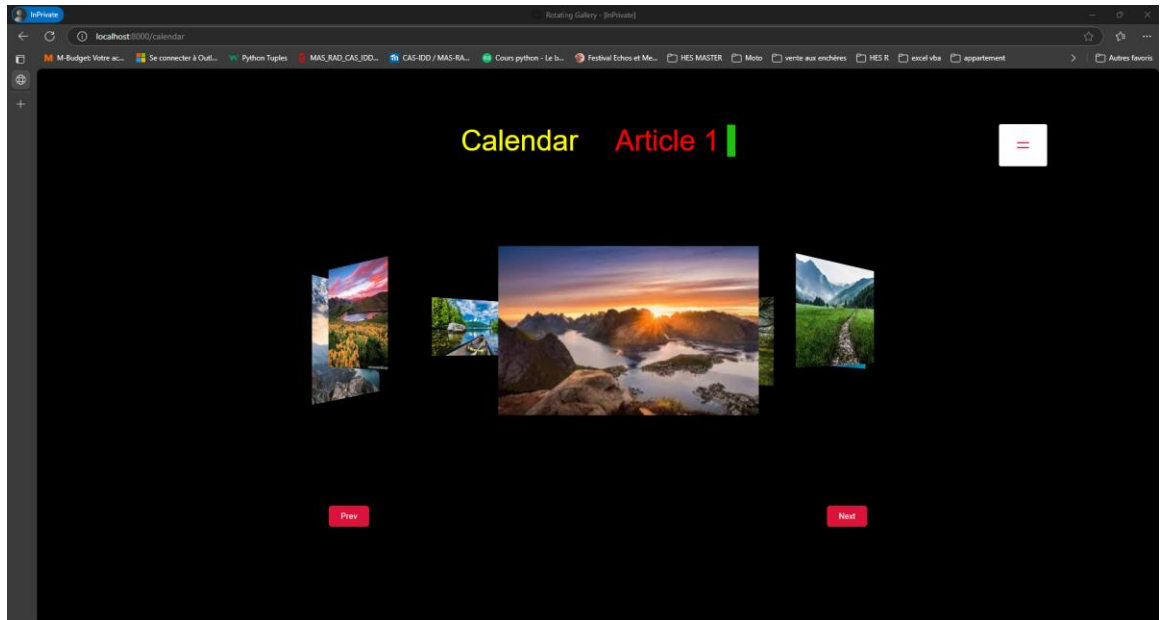 InPrivate
Rotating Gallery - [InPrivate]
localhost:8000/calendar
M-Budget: Votre ac... Se connecter à Outl... Python Tuples MAS_RAD_CAS_IDD... CAS-IDD / MAS-RA... Cours python - Le b... Festival Echos et Me... HES MASTER Moto vente aux enchères HES R excel vba appartement Autres favoris
Calendar Article 1
Prev Next